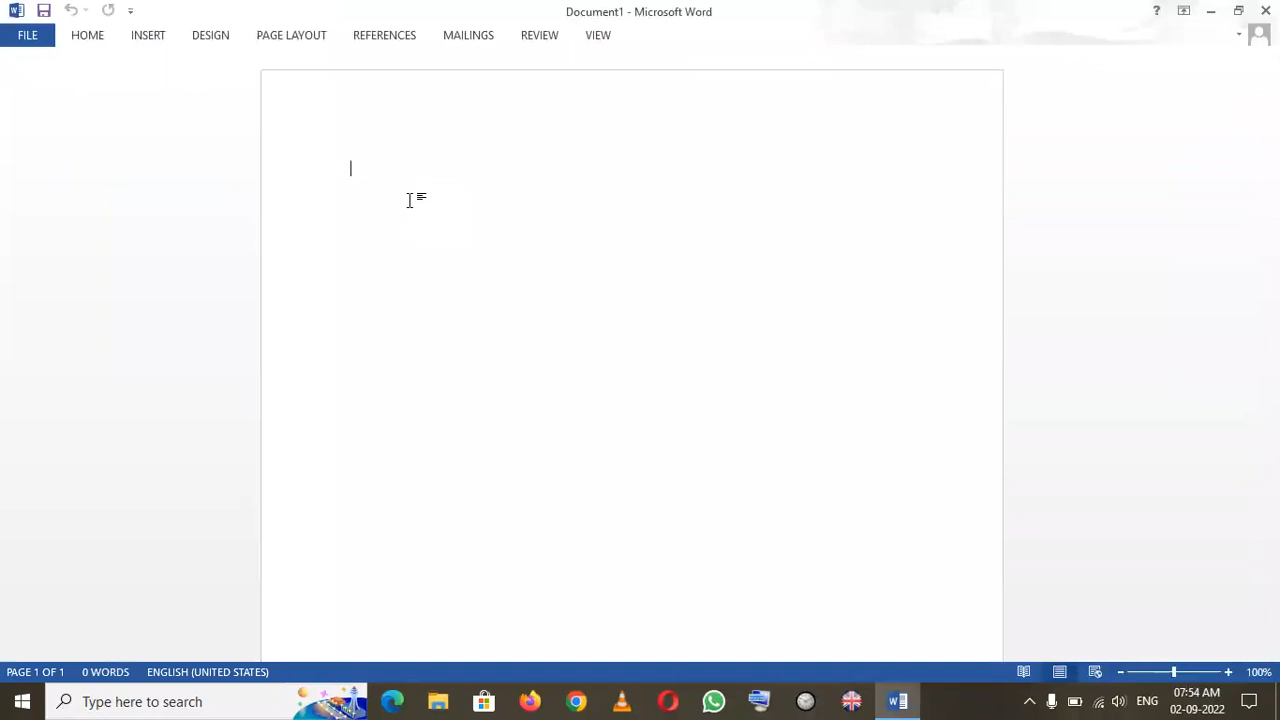 Document1 - Microsoft Word
FILE HOME INSERT DESIGN PAGE LAYOUT REFERENCES MAILINGS REVIEW VIEW
PAGE 1 OF 1 0 WORDS ENGLISH (UNITED STATES) 100%
Type here to search ENG 07:54 AM
02-09-2022